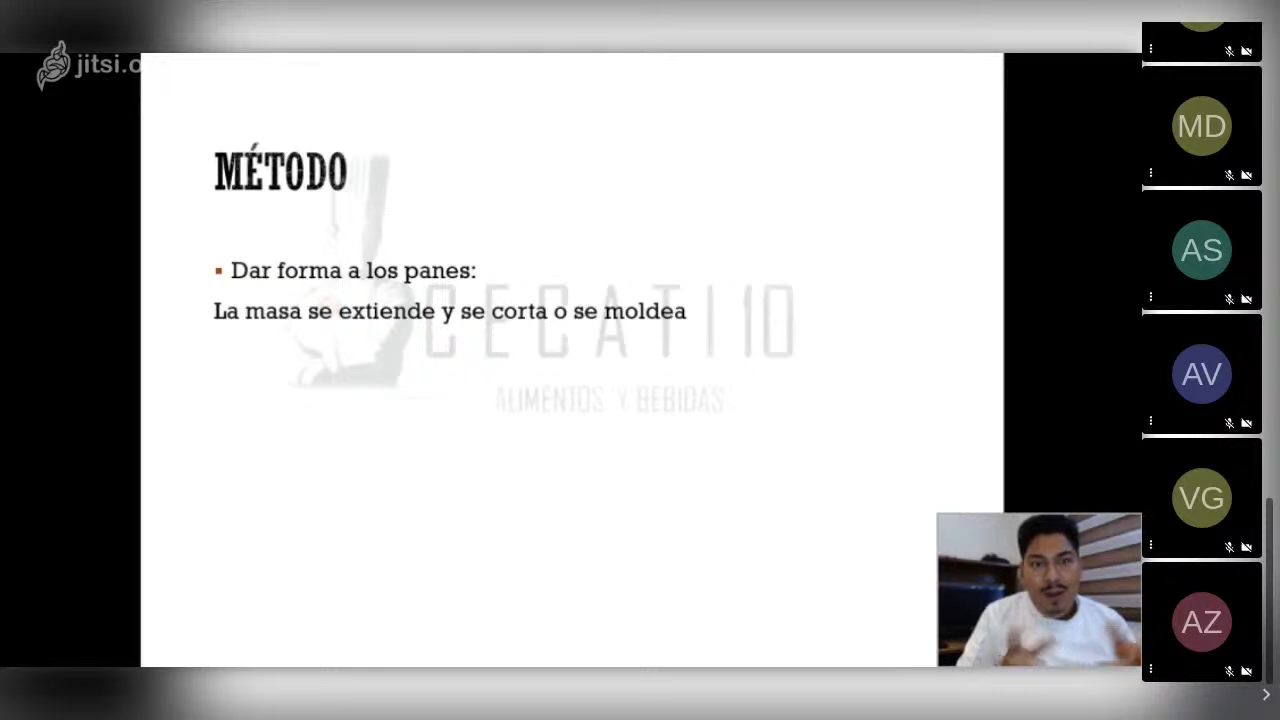 jitsi.o
MÉTODO
▪ Dar forma a los panes:
La masa se extiende y se corta o se moldea
CECATI 10
ALIMENTOS Y BEBIDAS
MD
AS
AV
VG
AZ